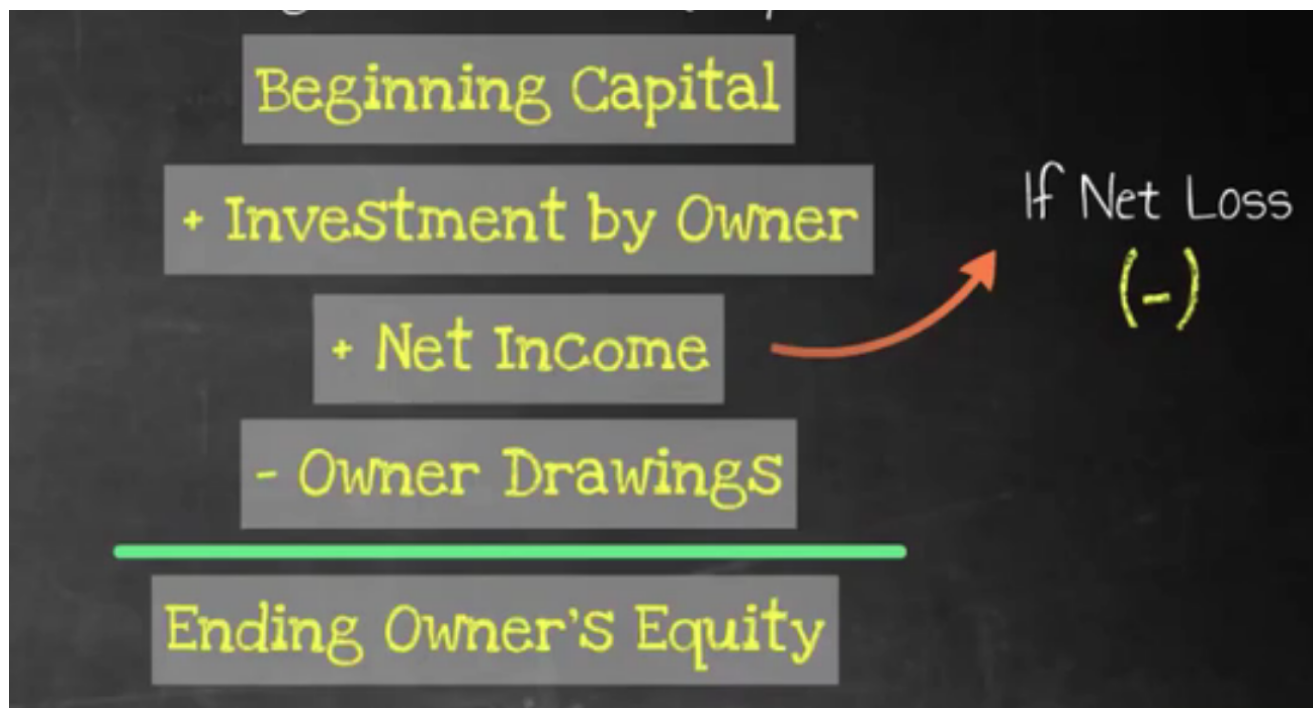 Beginning Capital
+ Investment by Owner
If Net Loss
(-)
+ Net Income
- Owner Drawings
Ending Owner's Equity